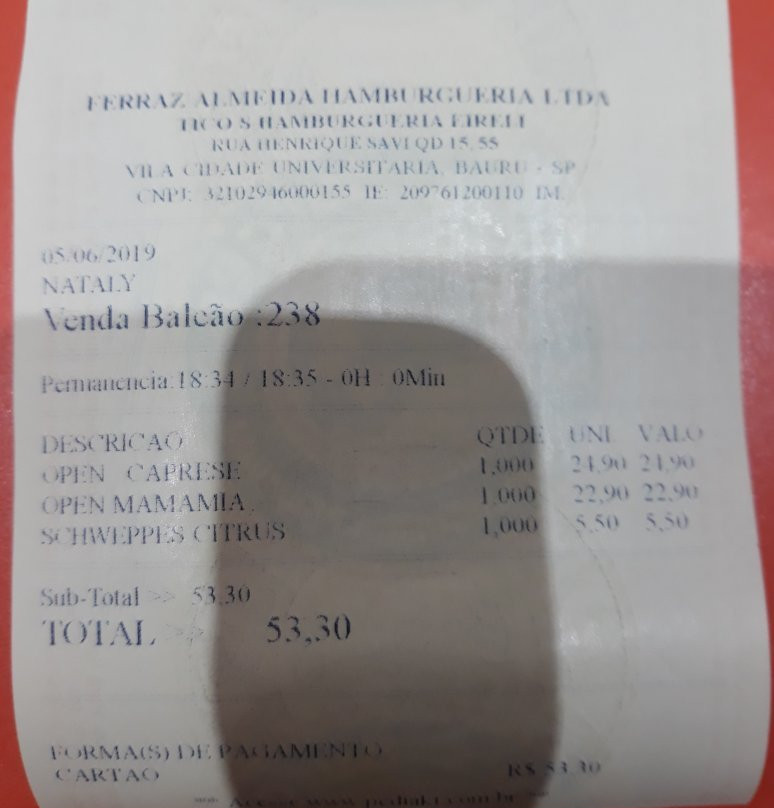 FERRAZ ALMEIDA HAMBURGUERIA LTDA
TICO S HAMBURGUERIA EIRELI
RUA HENRIQUE SAVI QD 15, 55
VILA CIDADE UNIVERSITARIA, BAURU - SP
CNPJ: 32102946000155 IE: 209761200110 IM:
05/06/2019
NATALY
Venda Balcão :238
Permanencia:18:34 / 18:35 - 0H : 0Min
DESCRICAO QTDE UNI VALO
OPEN CAPRESE 1,000 24,90 24,90
OPEN MAMAMIA 1,000 22,90 22,90
SCHWEPPES CITRUS 1,000 5,50 5,50
Sub-Total >> 53,30
TOTAL >> 53,30
FORMA(S) DE PAGAMENTO
CARTAO R$ 53,30